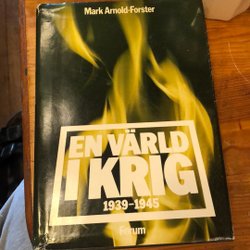 Mark Arnold-Forster
EN VÄRLD
I KRIG
1939-1945
Forum